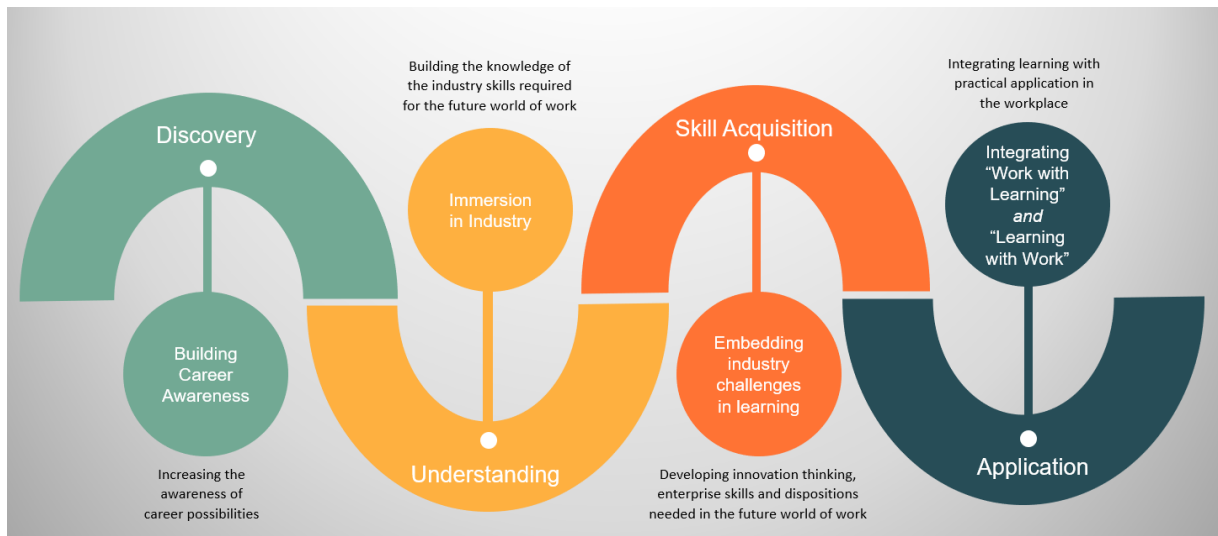 Discovery
Building
Career
Awareness
Increasing the
awareness of
career possibilities
Building the knowledge of
the industry skills required
for the future world of work
Immersion
in Industry
Understanding
Skill Acquisition
Embedding
industry
challenges
in learning
Developing innovation thinking,
enterprise skills and dispositions
needed in the future world of work
Integrating learning with
practical application in
the workplace
Integrating
“Work with
Learning”
and
“Learning
with Work”
Application